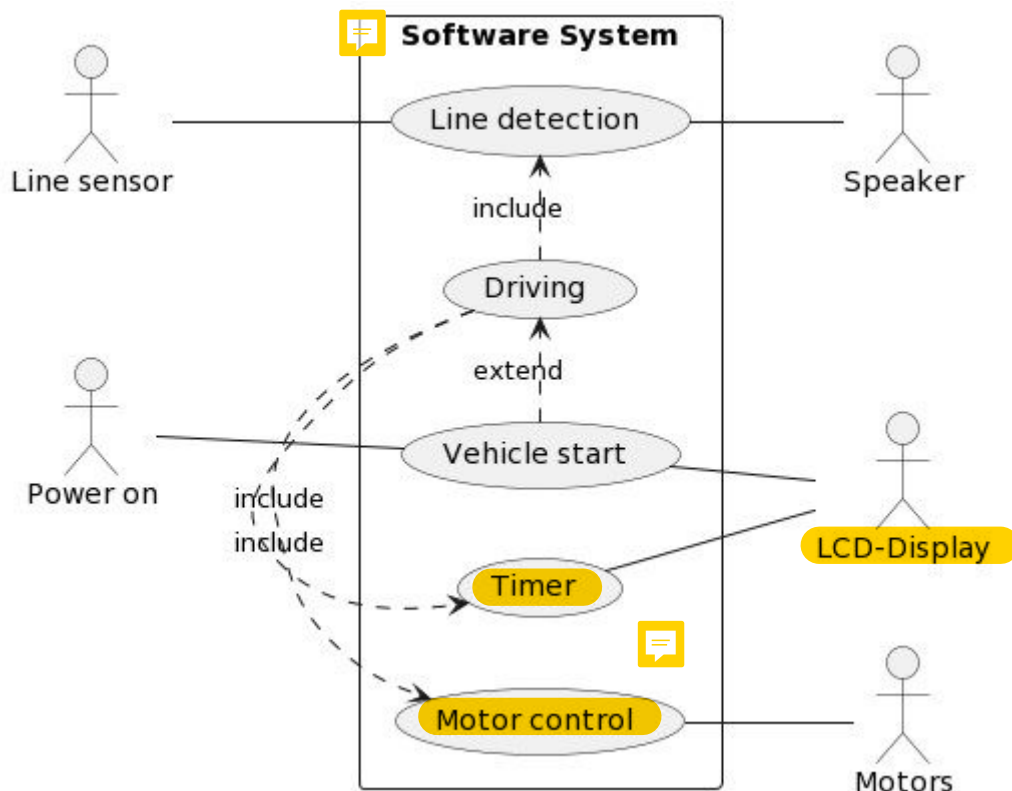 Software System
Line detection
Line sensor
Speaker
include
Driving
extend
Vehicle start
Power on
include
include
LCD-Display
Timer
Motor control
Motors